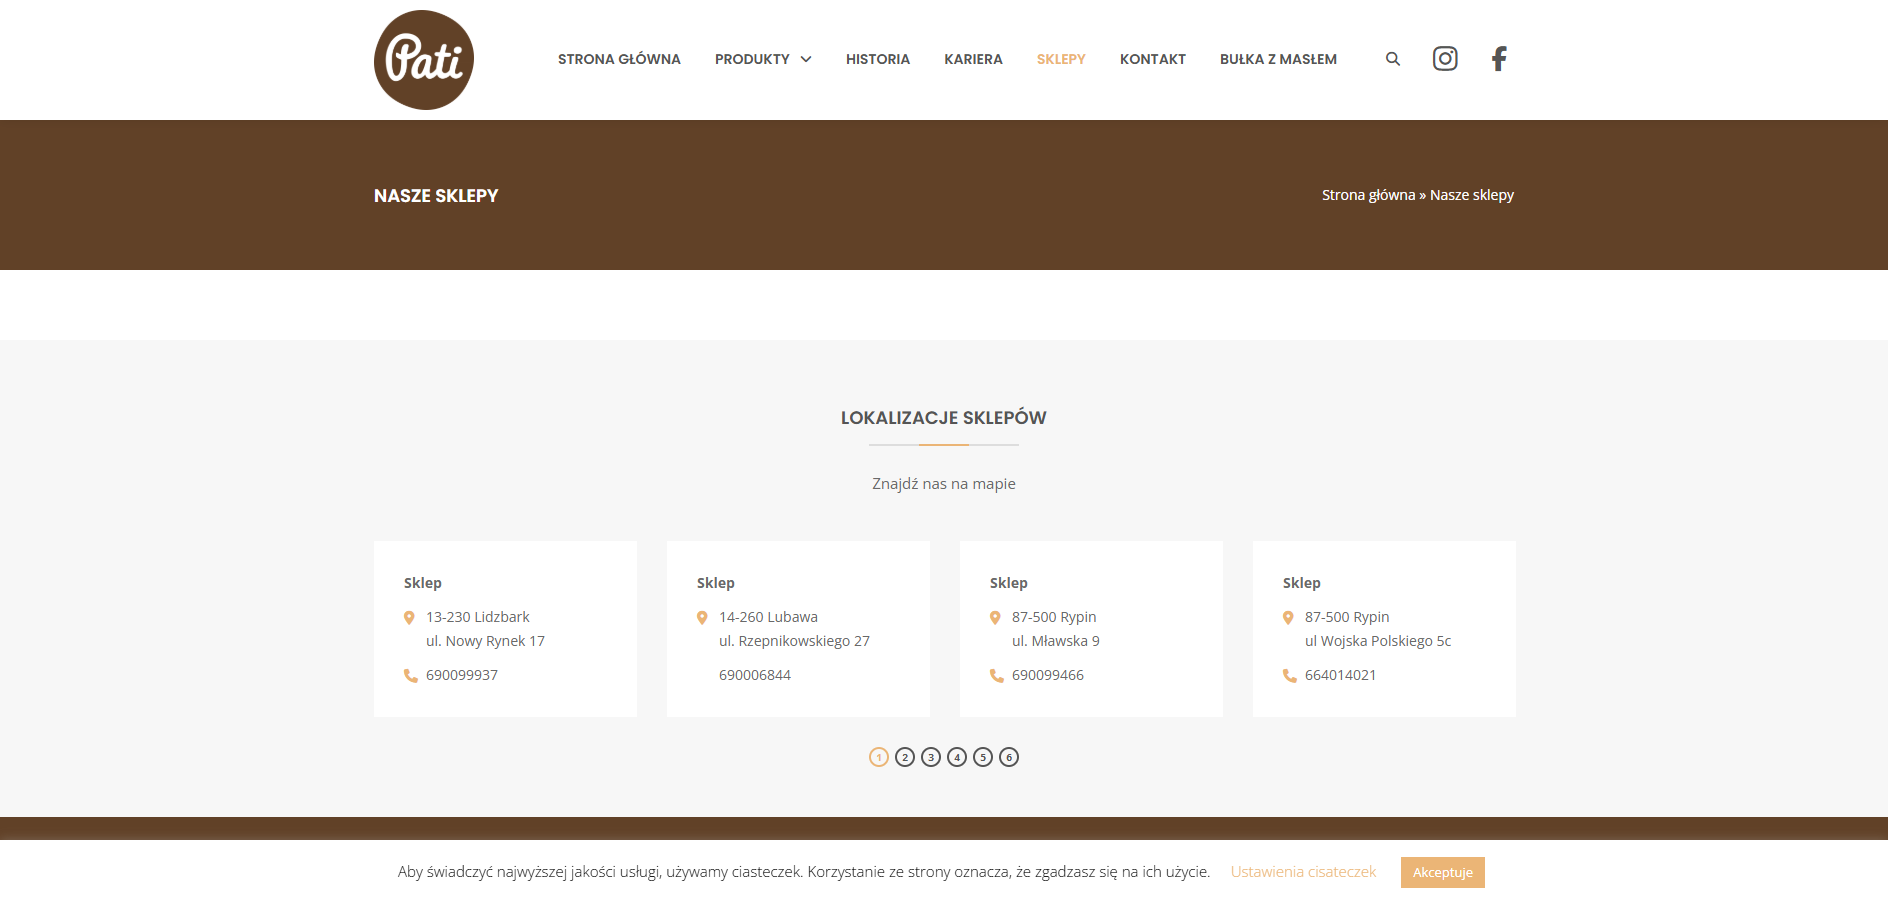 Pati
STRONA GŁÓWNA PRODUKTY HISTORIA KARIERA SKLEPY KONTAKT BUŁKA Z MASŁEM
NASZE SKLEPY
Strona główna » Nasze sklepy
LOKALIZACJE SKLEPÓW
Znajdź nas na mapie
Sklep
13-230 Lidzbark
ul. Nowy Rynek 17
690099937
Sklep
14-260 Lubawa
ul. Rzepnikowskiego 27
690006844
Sklep
87-500 Rypin
ul. Mławska 9
690099466
Sklep
87-500 Rypin
ul Wojska Polskiego 5c
664014021
1 2 3 4 5 6
Aby świadczyć najwyższej jakości usługi, używamy ciasteczek. Korzystanie ze strony oznacza, że zgadzasz się na ich użycie. Ustawienia cisateczek Akceptuje